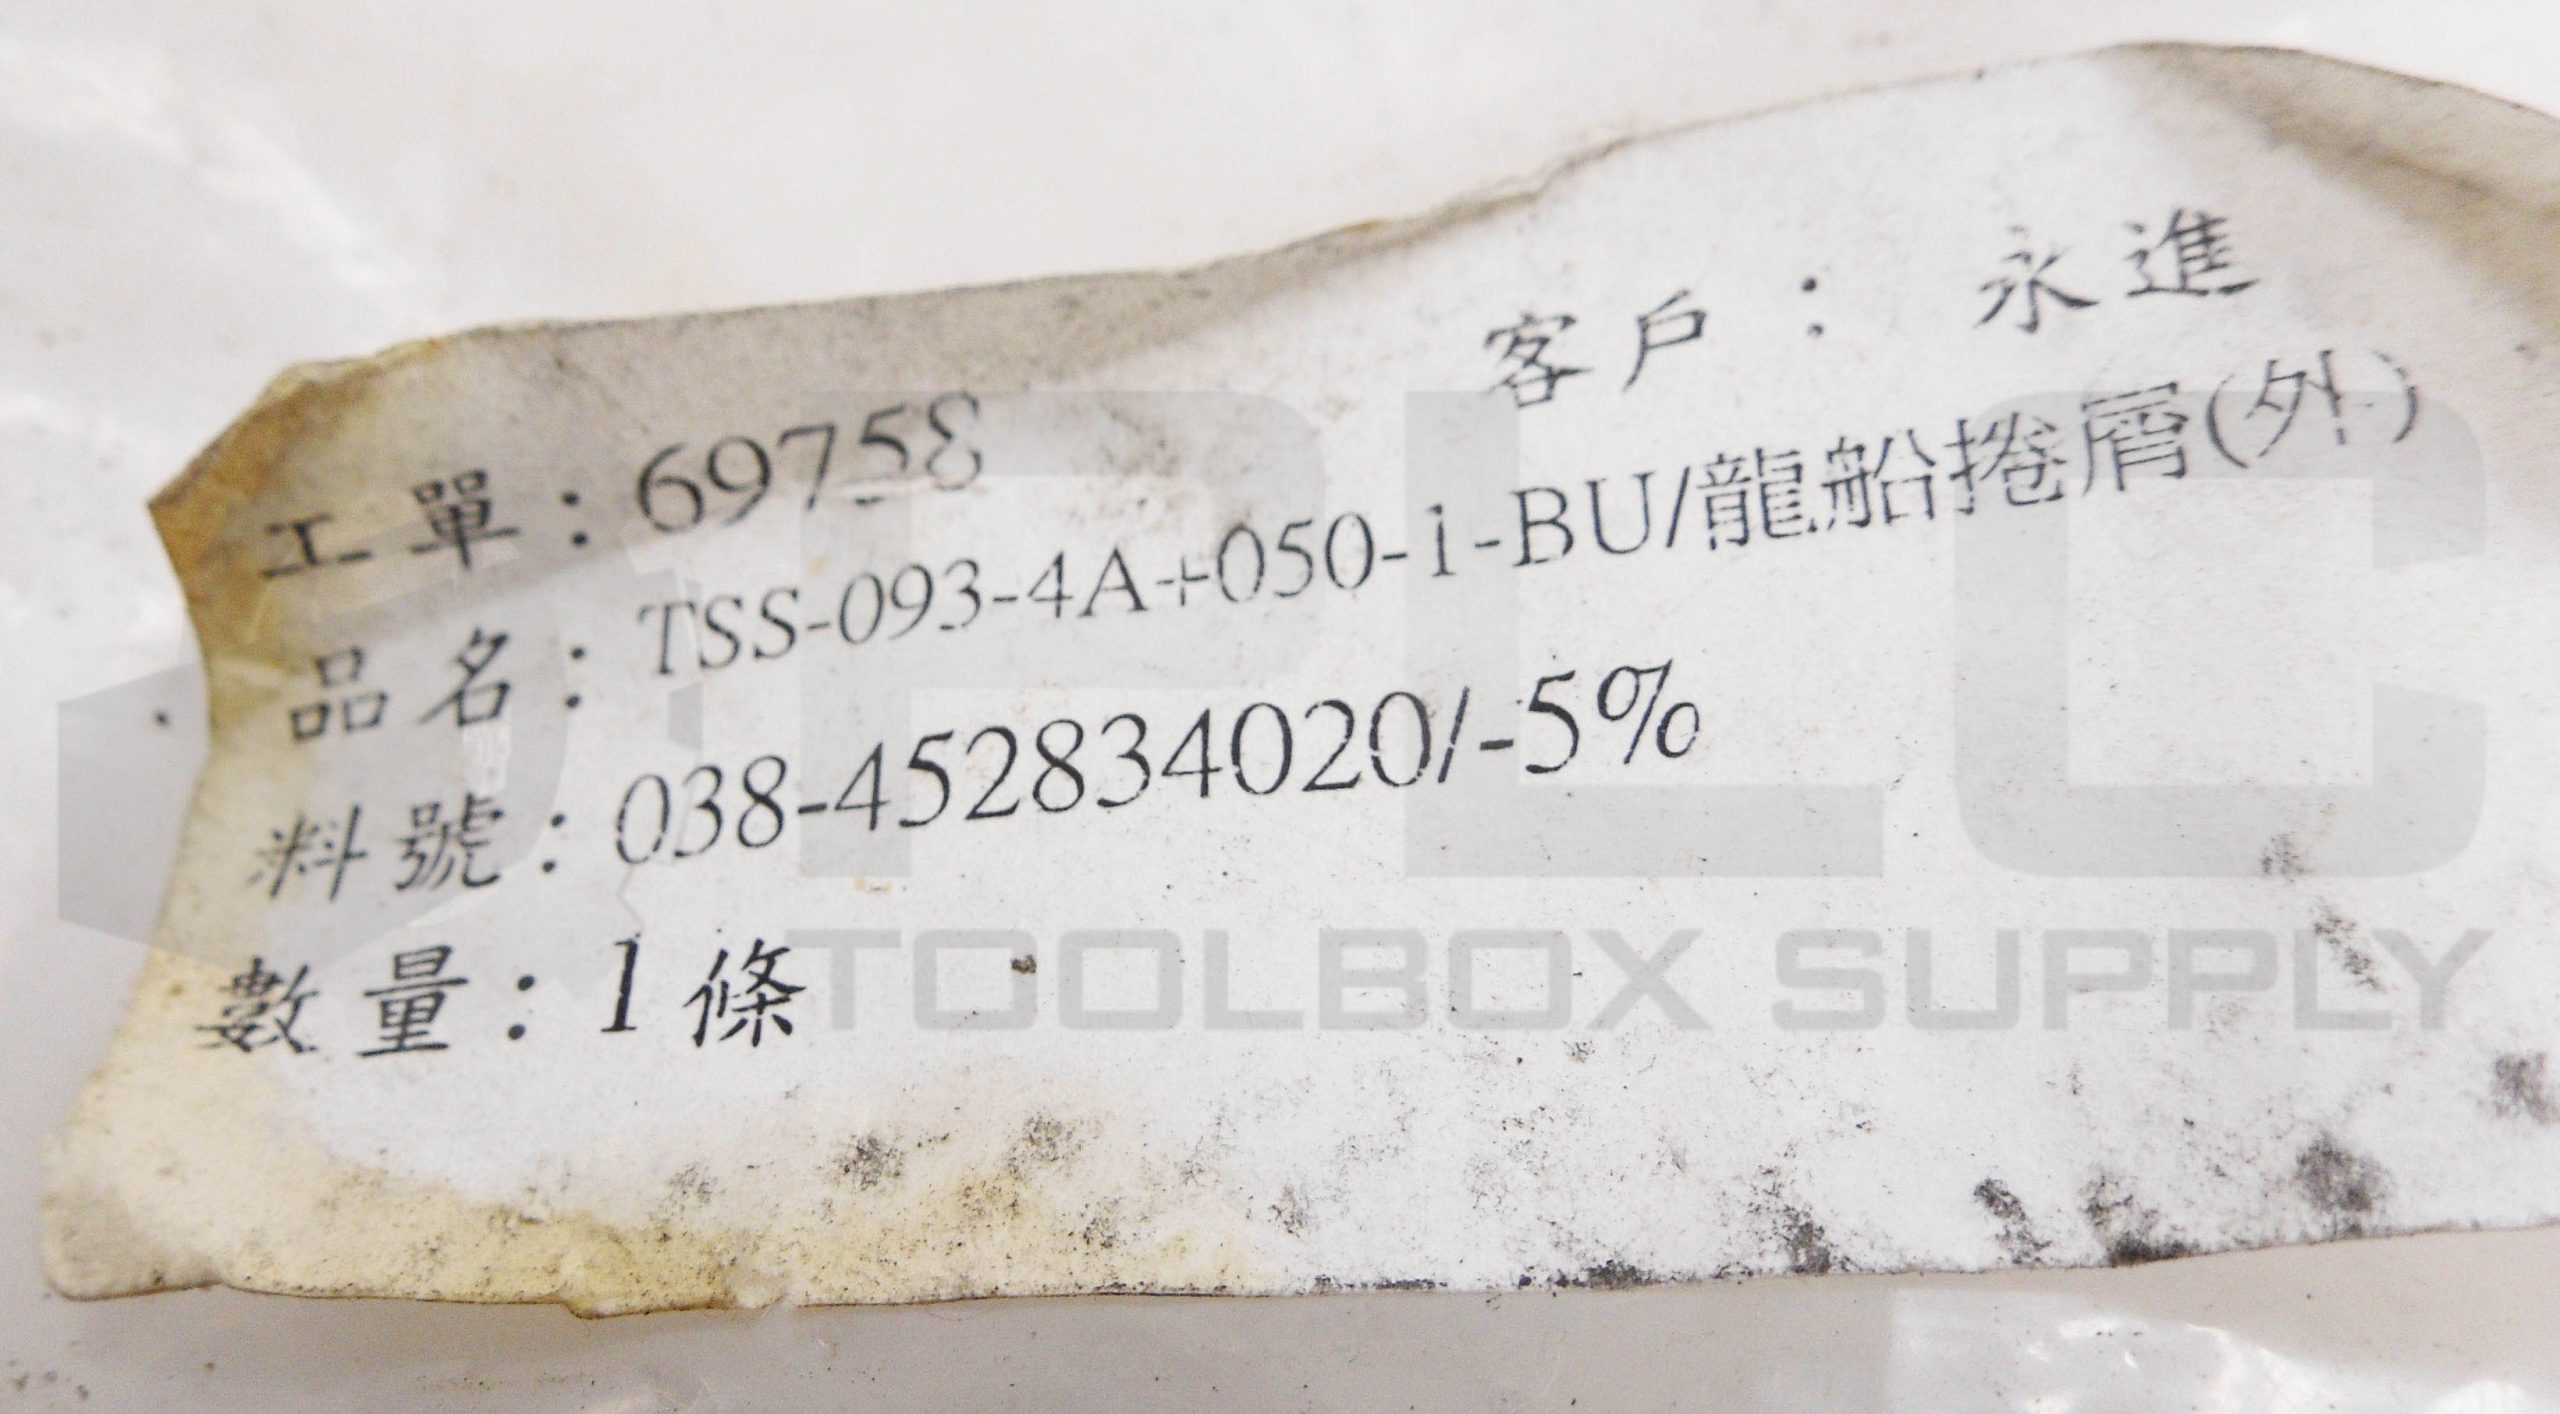 工單：69758 客戶： 永進
品名：TSS-093-4A+050-1-BU/龍船捲屑(外)
料號：038-452834020/-5%
數量：1條
PLC
TOOLBOX SUPPLY